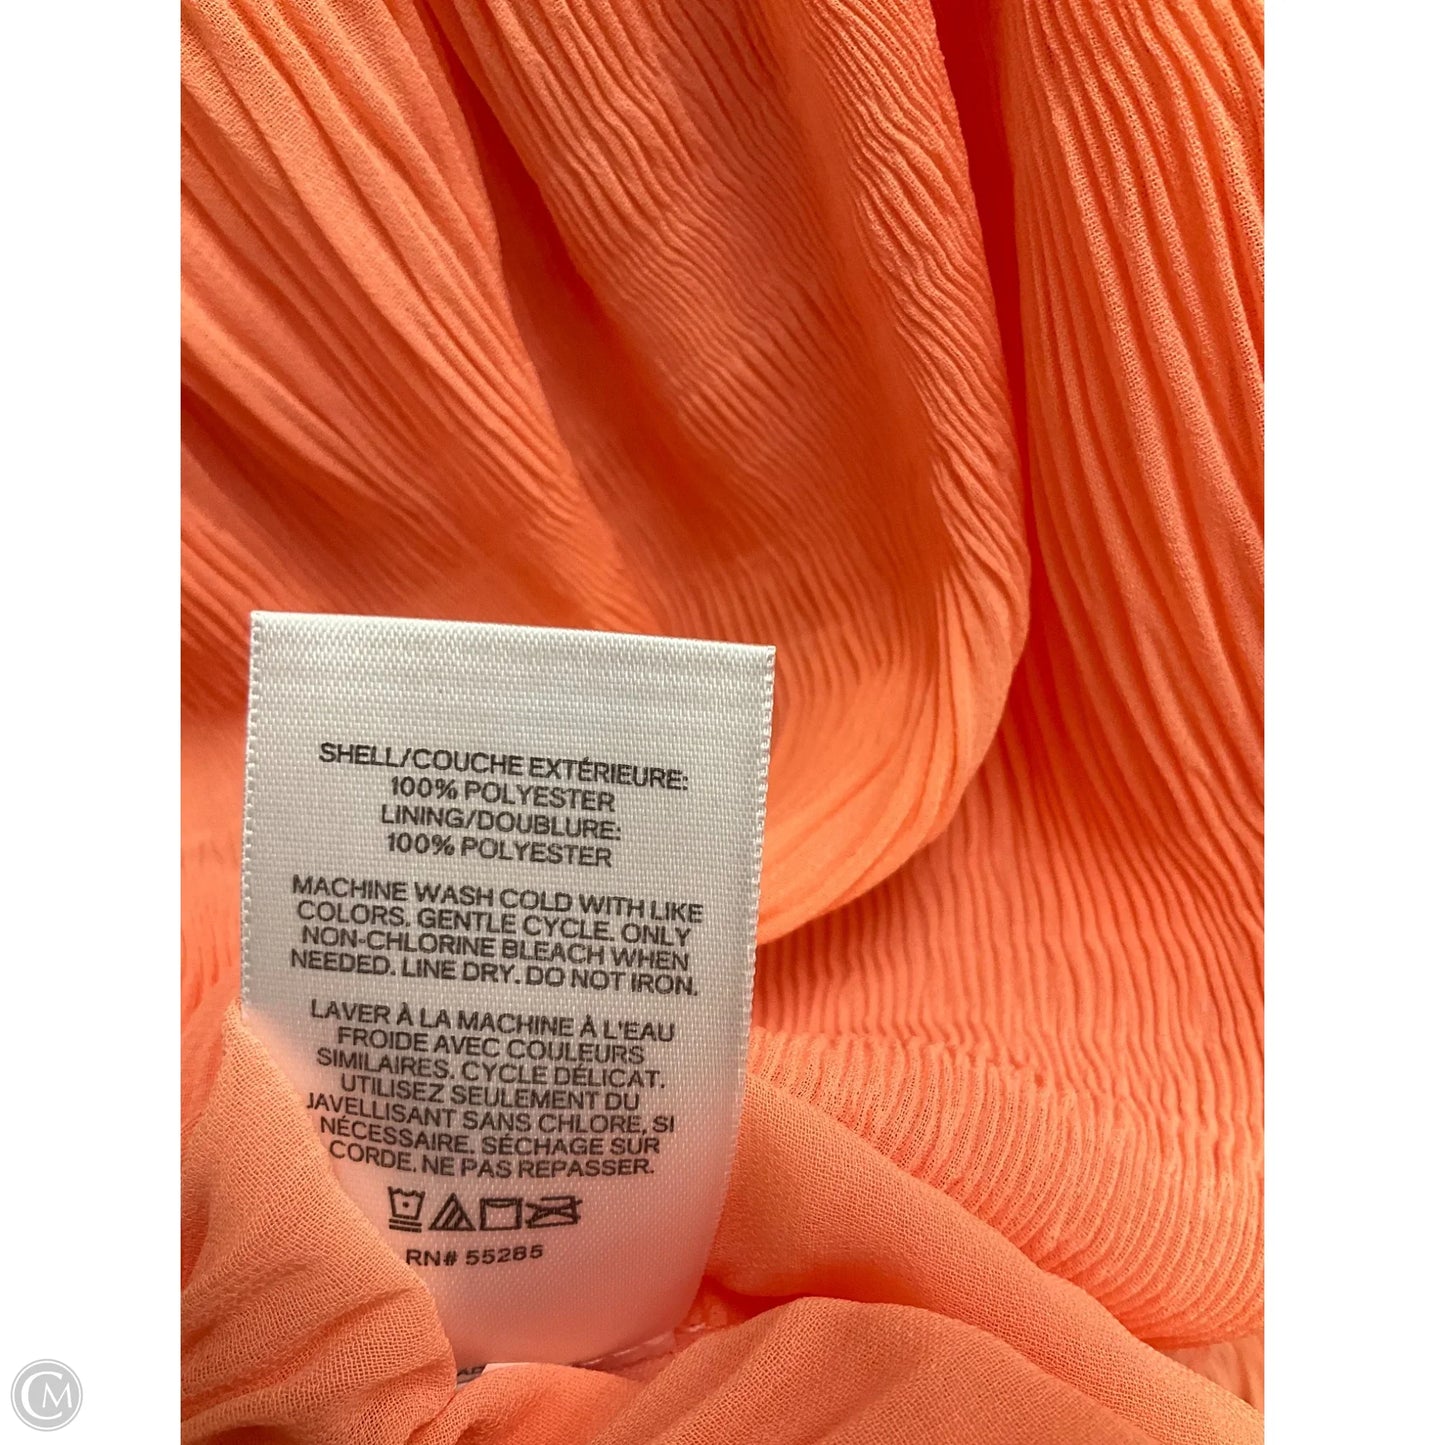 SHELL/COUCHE EXTÉRIEURE:
100% POLYESTER
LINING/DOUBLURE:
100% POLYESTER
MACHINE WASH COLD WITH LIKE
COLORS. GENTLE CYCLE. ONLY
NON-CHLORINE BLEACH WHEN
NEEDED. LINE DRY. DO NOT IRON.
LAVER À LA MACHINE À L'EAU
FROIDE AVEC COULEURS
SIMILAIRES. CYCLE DÉLICAT.
UTILISEZ SEULEMENT DU
JAVELLISANT SANS CHLORE, SI
NÉCESSAIRE. SÉCHAGE SUR
CORDE. NE PAS REPASSER.
RN# 55285
CM